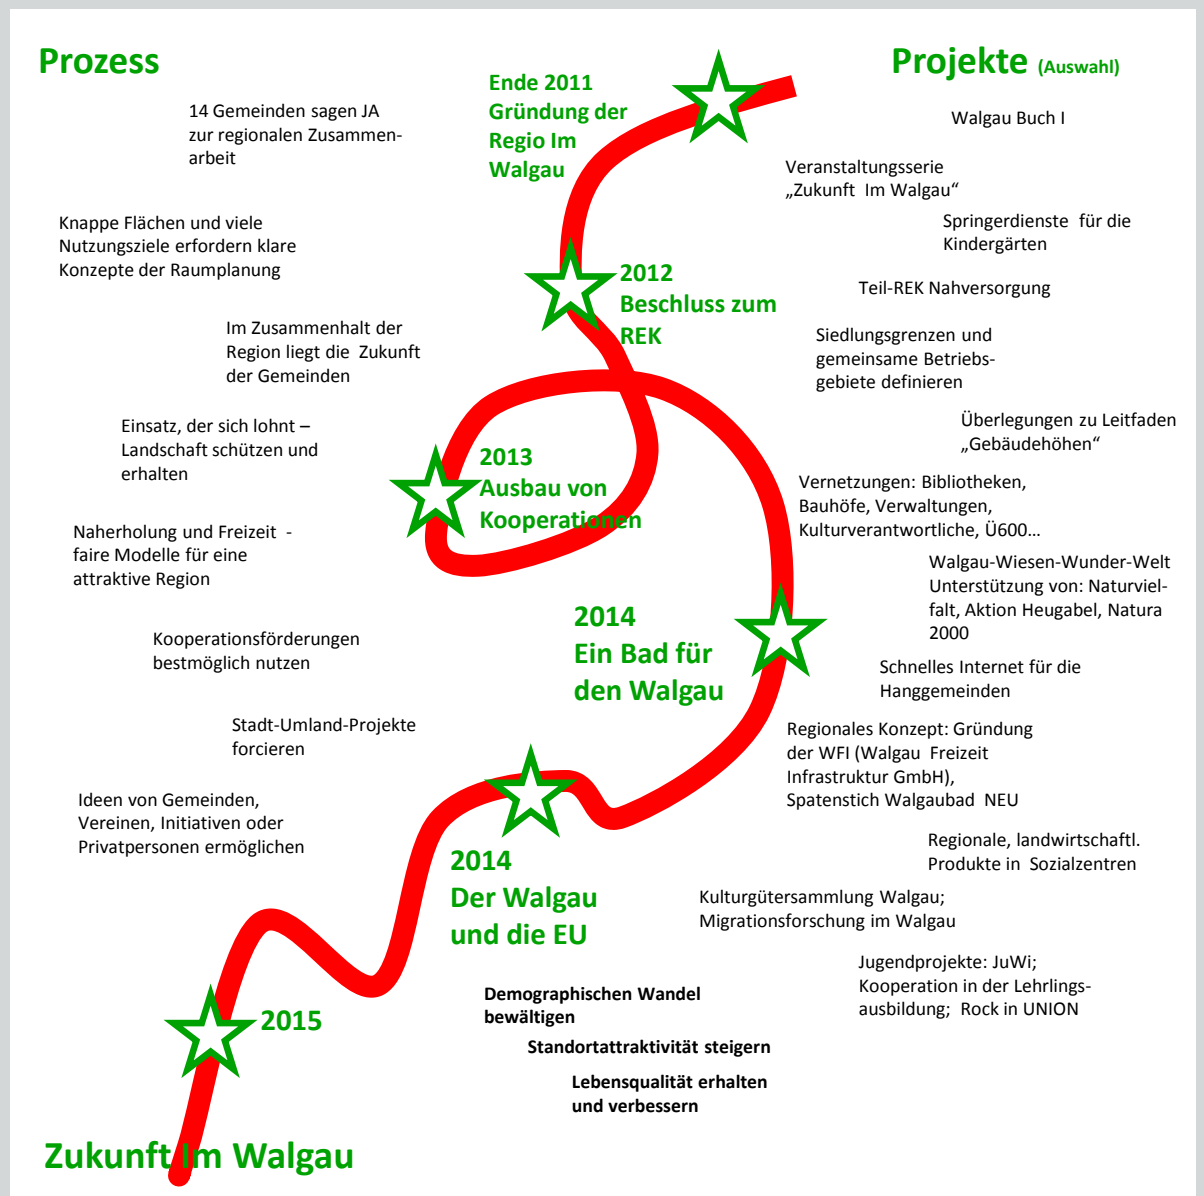 Prozess
Projekte (Auswahl)
Ende 2011
Gründung der
Regio Im
Walgau
14 Gemeinden sagen JA
zur regionalen Zusammen-
arbeit
Walgau Buch I
Veranstaltungsserie
„Zukunft Im Walgau“
Knappe Flächen und viele
Nutzungsziele erfordern klare
Konzepte der Raumplanung
Springerdienste für die
Kindergärten
2012
Beschluss zum
REK
Teil-REK Nahversorgung
Im Zusammenhalt der
Region liegt die Zukunft
der Gemeinden
Siedlungsgrenzen und
gemeinsame Betriebs-
gebiete definieren
Einsatz, der sich lohnt –
Landschaft schützen und
erhalten
Überlegungen zu Leitfaden
„Gebäudehöhen“
2013
Ausbau von
Kooperationen
Vernetzungen: Bibliotheken,
Bauhöfe, Verwaltungen,
Kulturverantwortliche, Ü600…
Naherholung und Freizeit -
faire Modelle für eine
attraktive Region
Walgau-Wiesen-Wunder-Welt
Unterstützung von: Naturviel-
falt, Aktion Heugabel, Natura
2000
2014
Ein Bad für
den Walgau
Kooperationsförderungen
bestmöglich nutzen
Schnelles Internet für die
Hanggemeinden
Stadt-Umland-Projekte
forcieren
Regionales Konzept: Gründung
der WFI (Walgau Freizeit
Infrastruktur GmbH),
Spatenstich Walgaubad NEU
Ideen von Gemeinden,
Vereinen, Initiativen oder
Privatpersonen ermöglichen
Regionale, landwirtschaftl.
Produkte in Sozialzentren
2014
Der Walgau
und die EU
Kulturgütersammlung Walgau;
Migrationsforschung im Walgau
Jugendprojekte: JuWi;
Kooperation in der Lehrlings-
ausbildung; Rock in UNION
2015
Demographischen Wandel
bewältigen
Standortattraktivität steigern
Lebensqualität erhalten
und verbessern
Zukunft Im Walgau